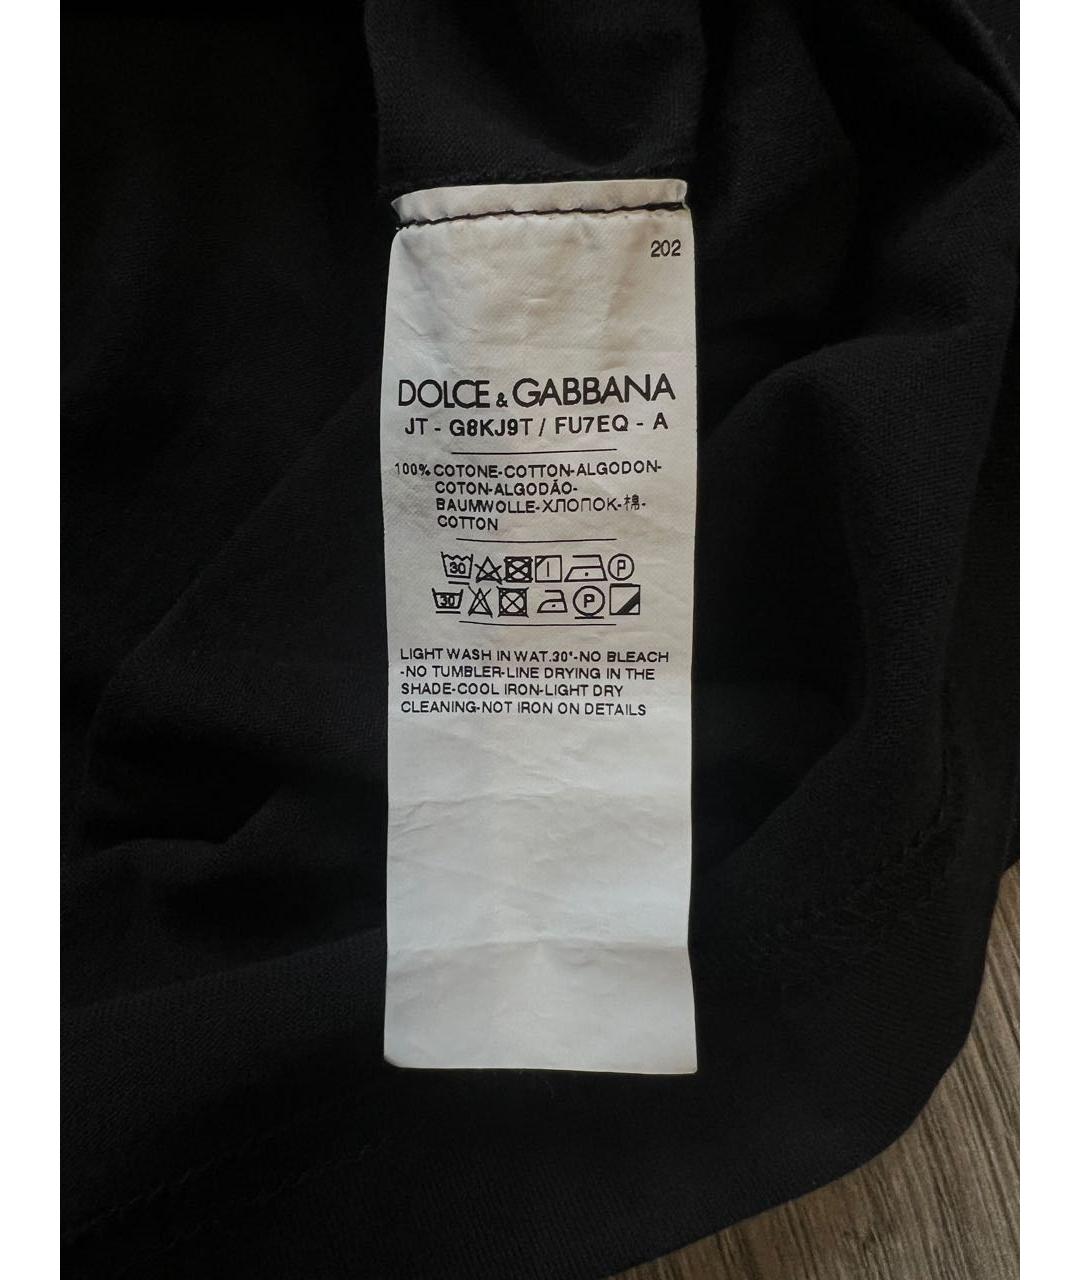 202
DOLCE & GABBANA
JT - G8KJ9T / FU7EQ - A
100% COTONE-COTTON-ALGODON-
COTON-ALGODÃO-
BAUMWOLLE-ХЛОПОК-棉-
COTTON
30 P
30 P
LIGHT WASH IN WAT.30°-NO BLEACH
-NO TUMBLER-LINE DRYING IN THE
SHADE-COOL IRON-LIGHT DRY
CLEANING-NOT IRON ON DETAILS